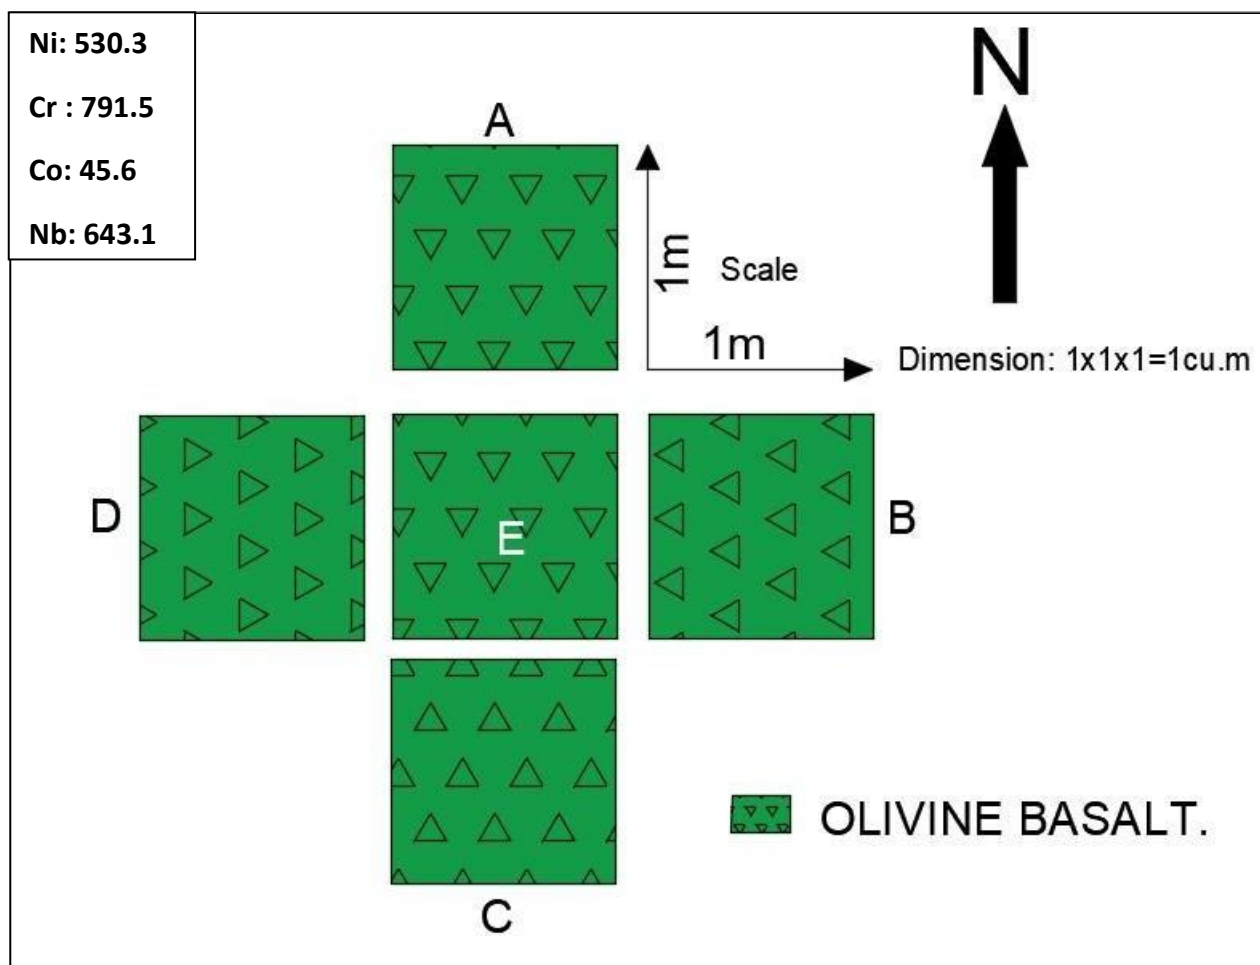 Ni: 530.3
Cr : 791.5
Co: 45.6
Nb: 643.1
N
A
1m
Scale
1m
Dimension: 1x1x1=1cu.m
D
E
B
OLIVINE BASALT.
C